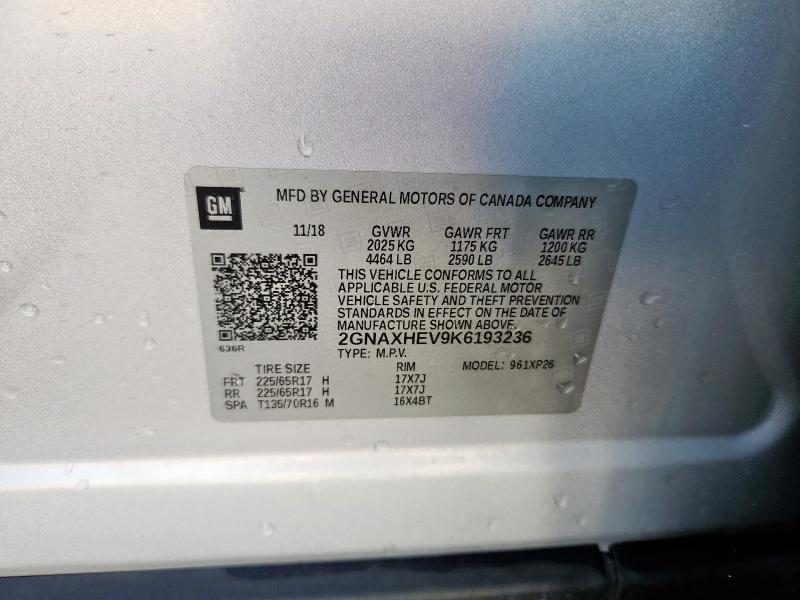 GM
MFD BY GENERAL MOTORS OF CANADA COMPANY
11/18 GVWR GAWR FRT GAWR RR
2025 KG 1175 KG 1200 KG
4464 LB 2590 LB 2645 LB
THIS VEHICLE CONFORMS TO ALL
APPLICABLE U.S. FEDERAL MOTOR
VEHICLE SAFETY AND THEFT PREVENTION
STANDARDS IN EFFECT ON THE DATE OF
MANUFACTURE SHOWN ABOVE.
636R
2GNAXHEV9K6193236
TYPE: M.P.V. MODEL: 961XP26
TIRE SIZE RIM
FRT 225/65R17 H 17X7J
RR 225/65R17 H 17X7J
SPA T135/70R16 M 16X4BT